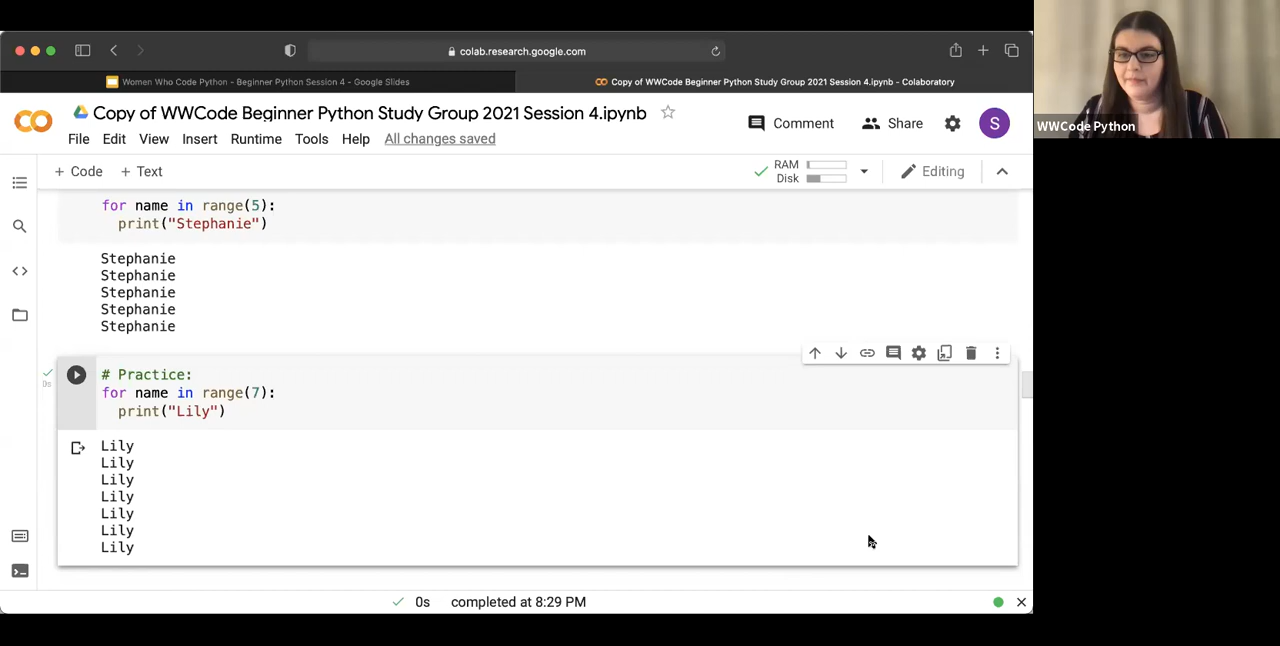 colab.research.google.com
Women Who Code Python - Beginner Python Session 4 - Google Slides
Copy of WWCode Beginner Python Study Group 2021 Session 4.ipynb - Colaboratory
Copy of WWCode Beginner Python Study Group 2021 Session 4.ipynb
Comment
Share
S
File Edit View Insert Runtime Tools Help All changes saved
+ Code + Text
RAM
Disk
Editing
for name in range(5):
print("Stephanie")
Stephanie
Stephanie
Stephanie
Stephanie
Stephanie
# Practice:
for name in range(7):
print("Lily")
0s
Lily
Lily
Lily
Lily
Lily
Lily
Lily
0s completed at 8:29 PM
WWCode Python